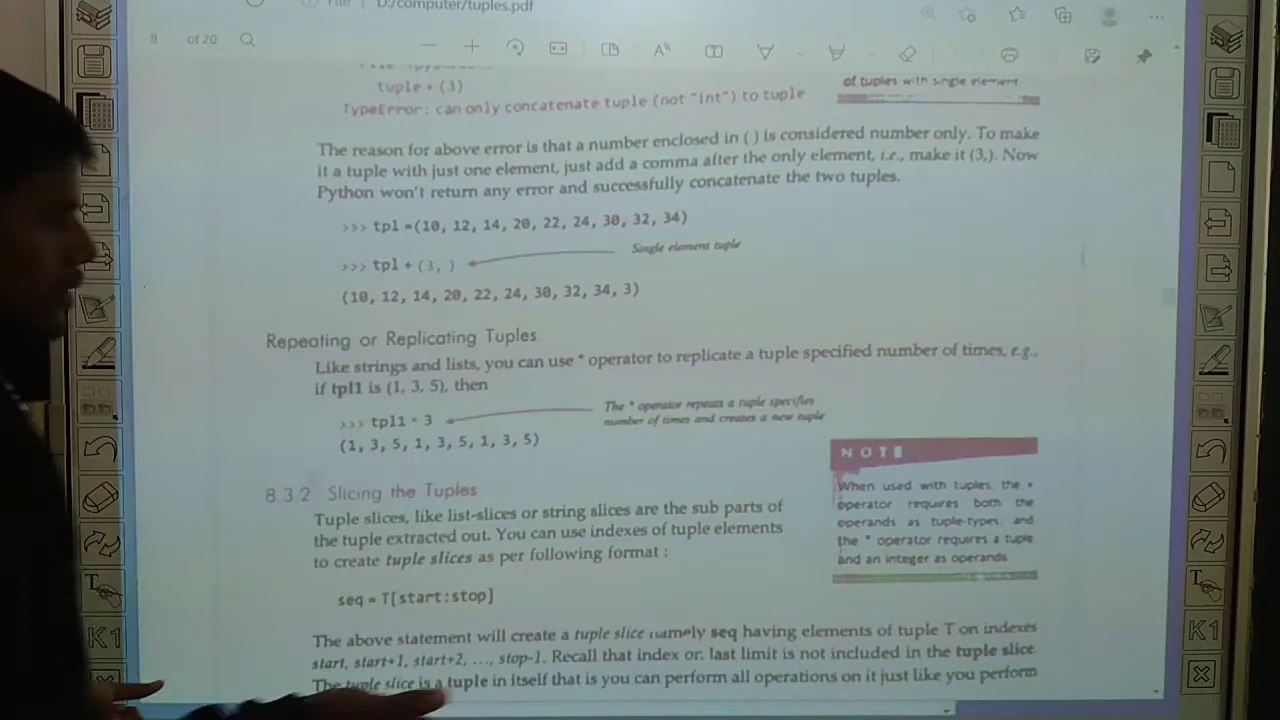 D:/computer/tuples.pdf
8 of 20
tuple + (3)
TypeError: can only concatenate tuple (not "int") to tuple
of tuples with single element
The reason for above error is that a number enclosed in ( ) is considered number only. To make
it a tuple with just one element, just add a comma after the only element, i.e., make it (3,). Now
Python won't return any error and successfully concatenate the two tuples.
>>> tpl =(10, 12, 14, 20, 22, 24, 30, 32, 34)
Single element tuple
>>> tpl + (3, )
(10, 12, 14, 20, 22, 24, 30, 32, 34, 3)
Repeating or Replicating Tuples
Like strings and lists, you can use * operator to replicate a tuple specified number of times, e.g.,
if tpl1 is (1, 3, 5), then
The * operator repeats a tuple specifies
number of times and creates a new tuple
>>> tpl1 * 3
(1, 3, 5, 1, 3, 5, 1, 3, 5)
8.3.2 Slicing the Tuples
Tuple slices, like list-slices or string slices are the sub parts of
the tuple extracted out. You can use indexes of tuple elements
to create tuple slices as per following format :
NOTE
When used with tuples, the +
operator requires both the
operands as tuple-types, and
the * operator requires a tuple
and an integer as operands
seq = T[start:stop]
The above statement will create a tuple slice namely seq having elements of tuple T on indexes
start, start+1, start+2, ..., stop-1. Recall that index on last limit is not included in the tuple slice.
The tuple slice is a tuple in itself that is you can perform all operations on it just like you perform
K1
K1